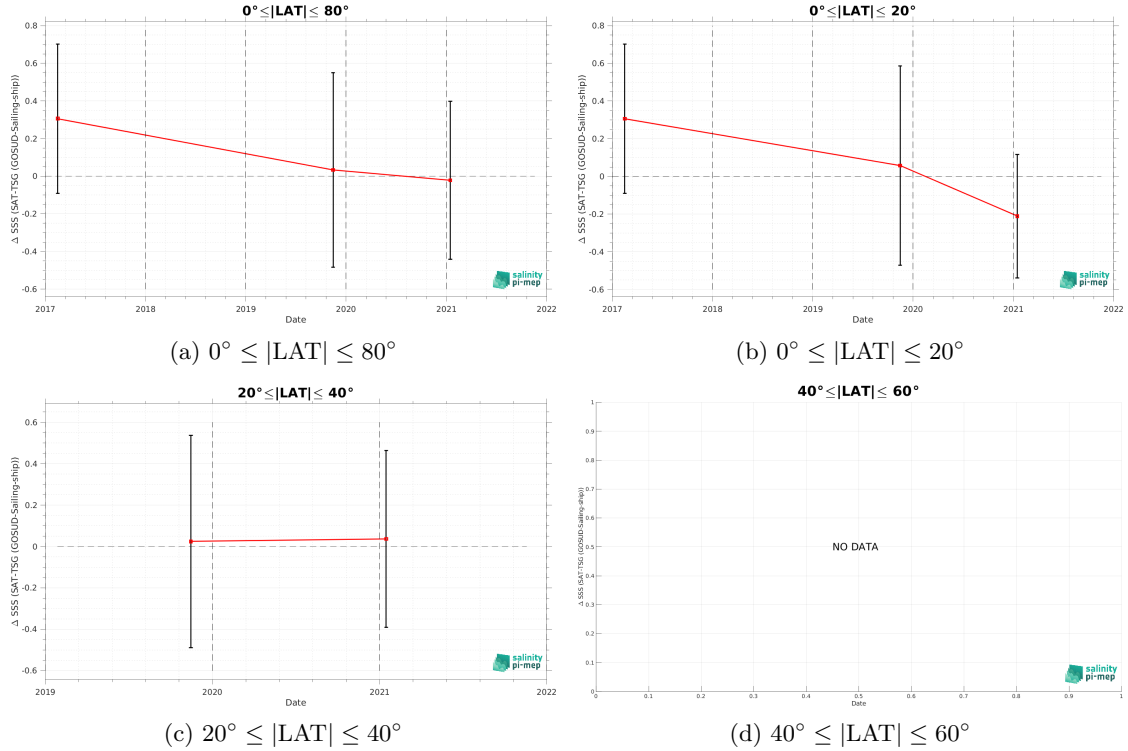 0°≤|LAT|≤ 80°
0.8
0.6
0.4
0.2
0
-0.2
-0.4
-0.6
Δ SSS (SAT-TSG (GOSUD-Sailing-ship))
2017
2018
2019
2020
2021
2022
Date
salinity
pi-mep
(a) 0° ≤ |LAT| ≤ 80°
0°≤|LAT|≤ 20°
0.8
0.6
0.4
0.2
0
-0.2
-0.4
-0.6
Δ SSS (SAT-TSG (GOSUD-Sailing-ship))
2017
2018
2019
2020
2021
2022
Date
salinity
pi-mep
(b) 0° ≤ |LAT| ≤ 20°
20°≤|LAT|≤ 40°
0.6
0.4
0.2
0
-0.2
-0.4
-0.6
Δ SSS (SAT-TSG (GOSUD-Sailing-ship))
2019
2020
2021
2022
Date
salinity
pi-mep
(c) 20° ≤ |LAT| ≤ 40°
40°≤|LAT|≤ 60°
1
0.9
0.8
0.7
0.6
0.5
0.4
0.3
0.2
0.1
0
Δ SSS (SAT-TSG (GOSUD-Sailing-ship))
NO DATA
0
0.1
0.2
0.3
0.4
0.5
0.6
0.7
0.8
0.9
1
Date
salinity
pi-mep
(d) 40° ≤ |LAT| ≤ 60°